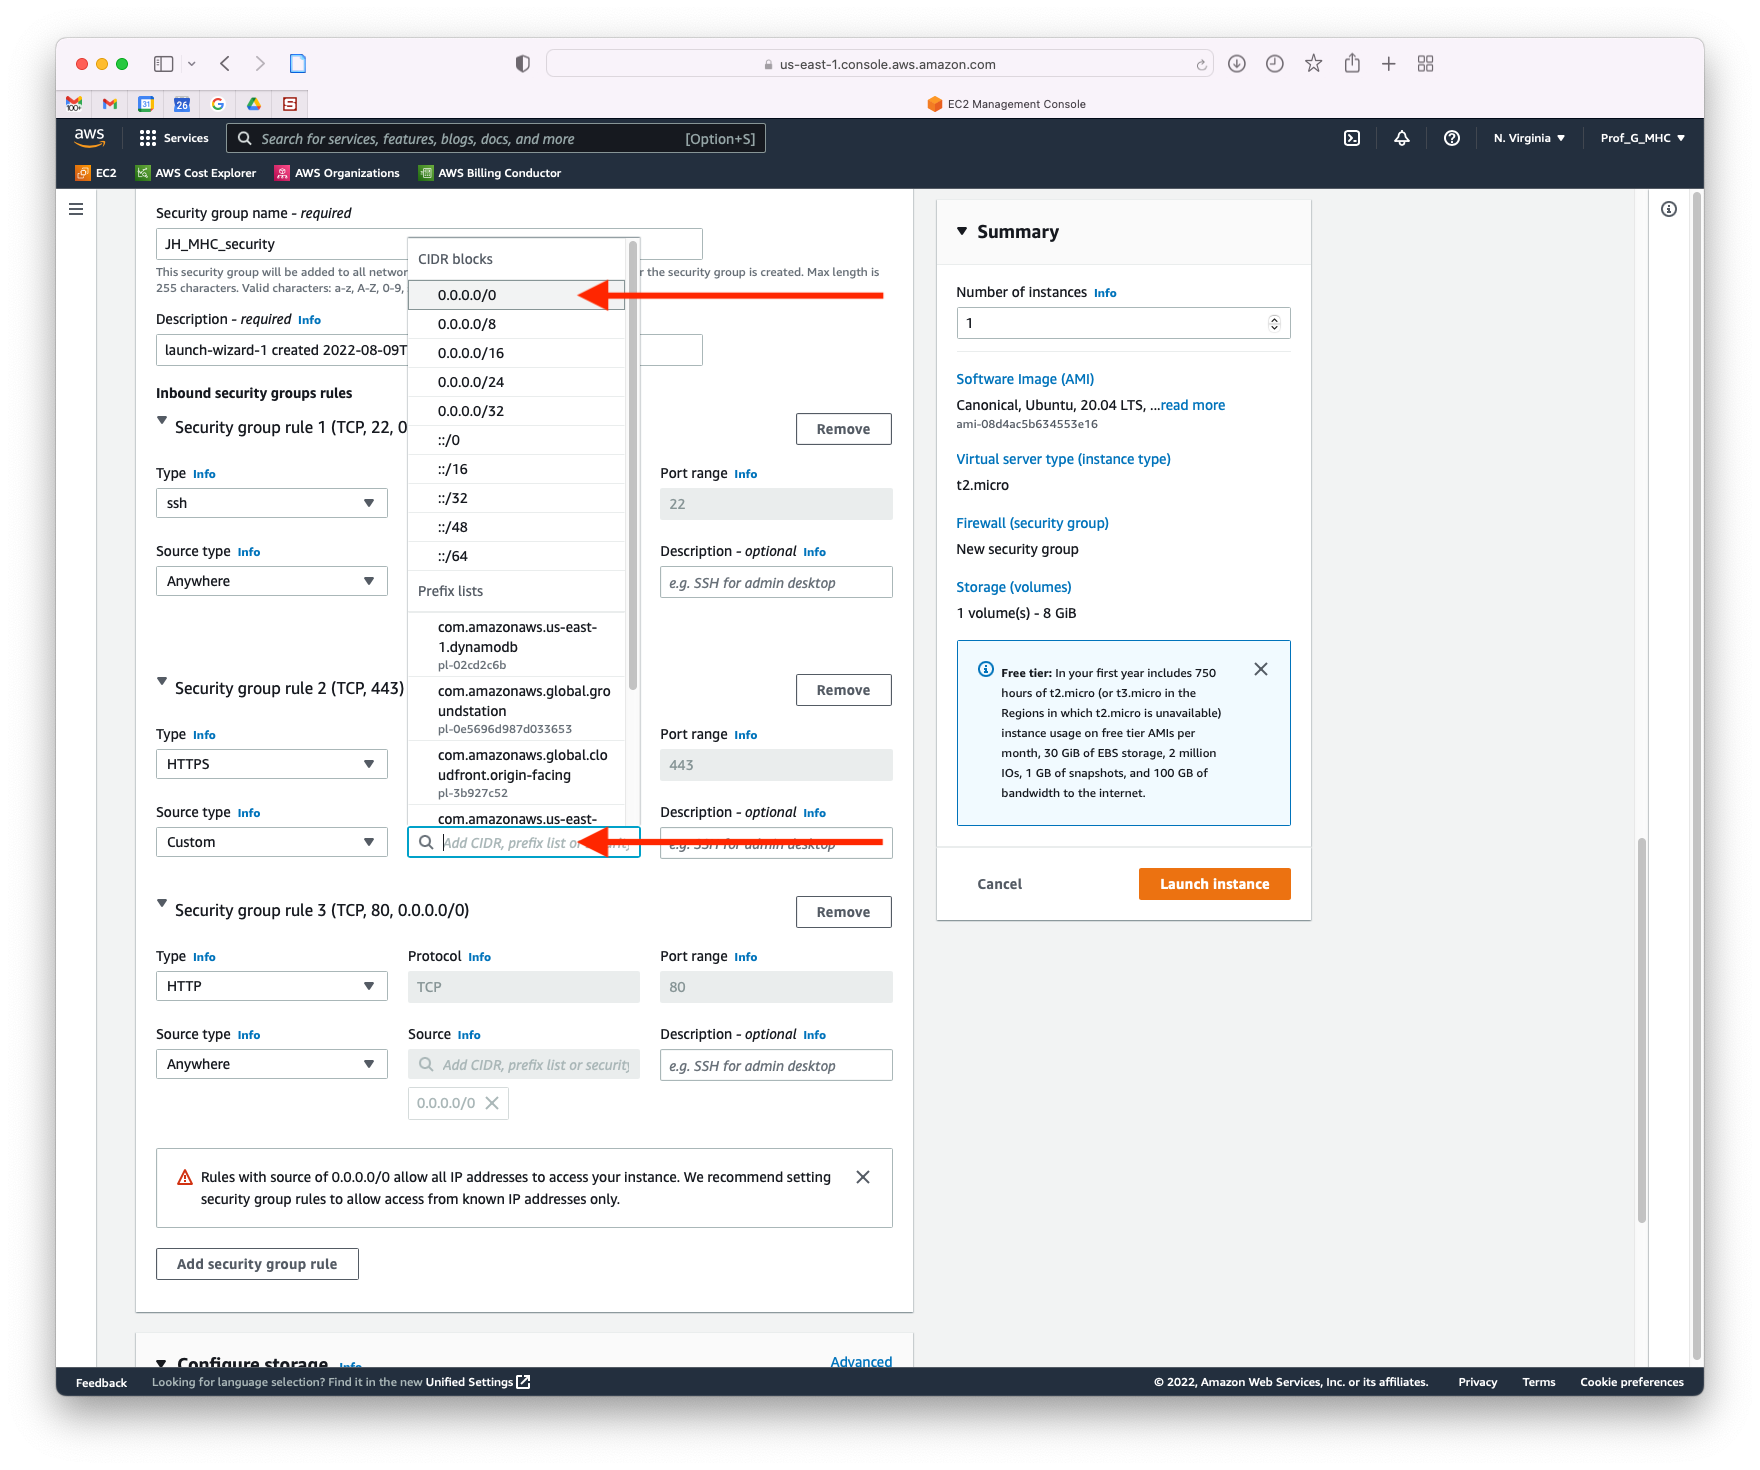 us-east-1.console.aws.amazon.com
31
26
EC2 Management Console
aws
Services
Search for services, features, blogs, docs, and more
[Option+S]
N. Virginia
Prof_G_MHC
EC2
AWS Cost Explorer
AWS Organizations
AWS Billing Conductor
Security group name - required
JH_MHC_security
This security group will be added to all networ
r the security group is created. Max length is
255 characters. Valid characters: a-z, A-Z, 0-9,
Description - required Info
launch-wizard-1 created 2022-08-09T
Inbound security groups rules
Security group rule 1 (TCP, 22, 0
Remove
Type Info
Port range Info
ssh
22
Source type Info
Description - optional Info
Anywhere
e.g. SSH for admin desktop
CIDR blocks
0.0.0.0/0
0.0.0.0/8
0.0.0.0/16
0.0.0.0/24
0.0.0.0/32
::/0
::/16
::/32
::/48
::/64
Prefix lists
com.amazonaws.us-east-
1.dynamodb
pl-02cd2c6b
com.amazonaws.global.gro
undstation
pl-0e5696d987d033653
com.amazonaws.global.clo
udfront.origin-facing
pl-3b927c52
com.amazonaws.us-east-
Security group rule 2 (TCP, 443)
Remove
Type Info
Port range Info
HTTPS
443
Source type Info
Description - optional Info
Custom
Add CIDR, prefix list or
e.g. SSH for admin desktop
Security group rule 3 (TCP, 80, 0.0.0.0/0)
Remove
Type Info
Protocol Info
Port range Info
HTTP
TCP
80
Source type Info
Source Info
Description - optional Info
Anywhere
Add CIDR, prefix list or security
e.g. SSH for admin desktop
0.0.0.0/0
Rules with source of 0.0.0.0/0 allow all IP addresses to access your instance. We recommend setting
security group rules to allow access from known IP addresses only.
Add security group rule
Configure storage Info
Advanced
Summary
Number of instances Info
1
Software Image (AMI)
Canonical, Ubuntu, 20.04 LTS, ...read more
ami-08d4ac5b634553e16
Virtual server type (instance type)
t2.micro
Firewall (security group)
New security group
Storage (volumes)
1 volume(s) - 8 GiB
Free tier: In your first year includes 750
hours of t2.micro (or t3.micro in the
Regions in which t2.micro is unavailable)
instance usage on free tier AMIs per
month, 30 GiB of EBS storage, 2 million
IOs, 1 GB of snapshots, and 100 GB of
bandwidth to the internet.
Cancel
Launch instance
Feedback
Looking for language selection? Find it in the new Unified Settings
© 2022, Amazon Web Services, Inc. or its affiliates.
Privacy
Terms
Cookie preferences